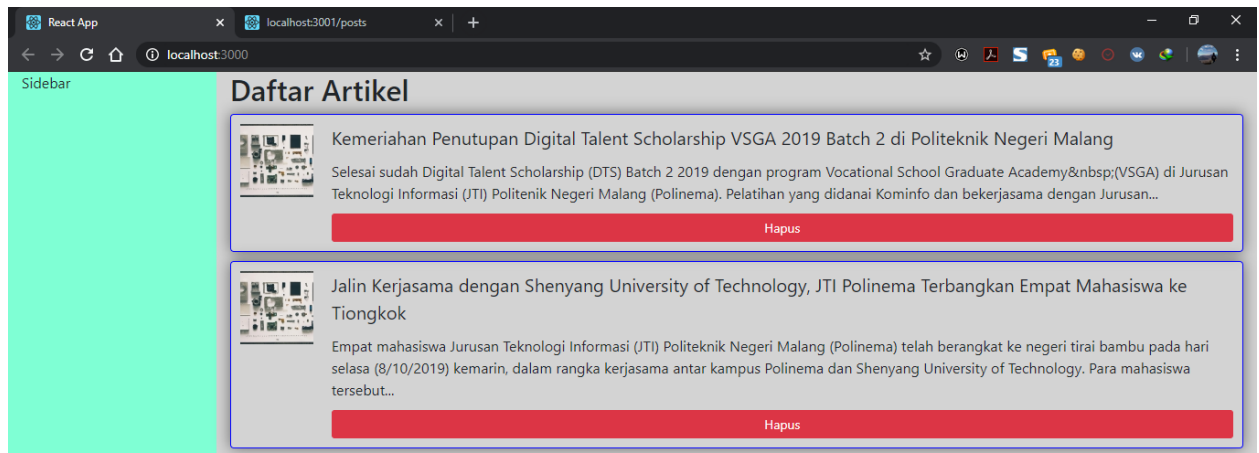 React App
localhost:3001/posts
localhost:3000
23
Sidebar
Daftar Artikel
Kemeriahan Penutupan Digital Talent Scholarship VSGA 2019 Batch 2 di Politeknik Negeri Malang
Selesai sudah Digital Talent Scholarship (DTS) Batch 2 2019 dengan program Vocational School Graduate Academy&nbsp;(VSGA) di Jurusan
Teknologi Informasi (JTI) Politenik Negeri Malang (Polinema). Pelatihan yang didanai Kominfo dan bekerjasama dengan Jurusan...
Hapus
Jalin Kerjasama dengan Shenyang University of Technology, JTI Polinema Terbangkan Empat Mahasiswa ke
Tiongkok
Empat mahasiswa Jurusan Teknologi Informasi (JTI) Politeknik Negeri Malang (Polinema) telah berangkat ke negeri tirai bambu pada hari
selasa (8/10/2019) kemarin, dalam rangka kerjasama antar kampus Polinema dan Shenyang University of Technology. Para mahasiswa
tersebut...
Hapus